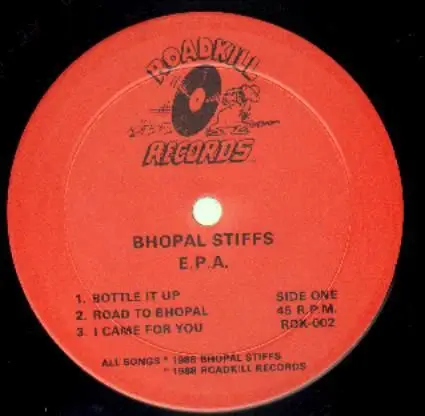 ROADKILL
RECORDS
BHOPAL STIFFS
E.P.A.
1. BOTTLE IT UP
2. ROAD TO BHOPAL
3. I CAME FOR YOU
SIDE ONE
45 R.P.M.
RDK-002
ALL SONGS ℗ 1988 BHOPAL STIFFS
℗ 1988 ROADKILL RECORDS